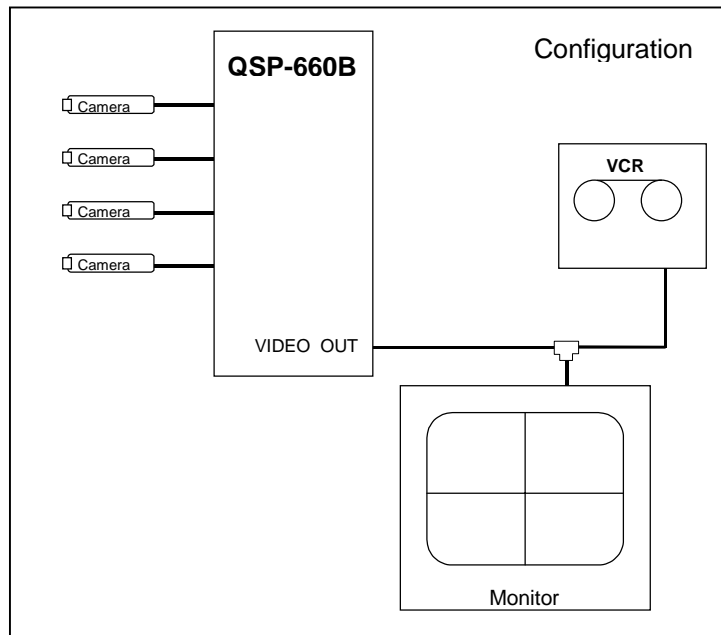 Configuration
QSP-660B
Camera
Camera
Camera
Camera
VCR
VIDEO OUT
Monitor